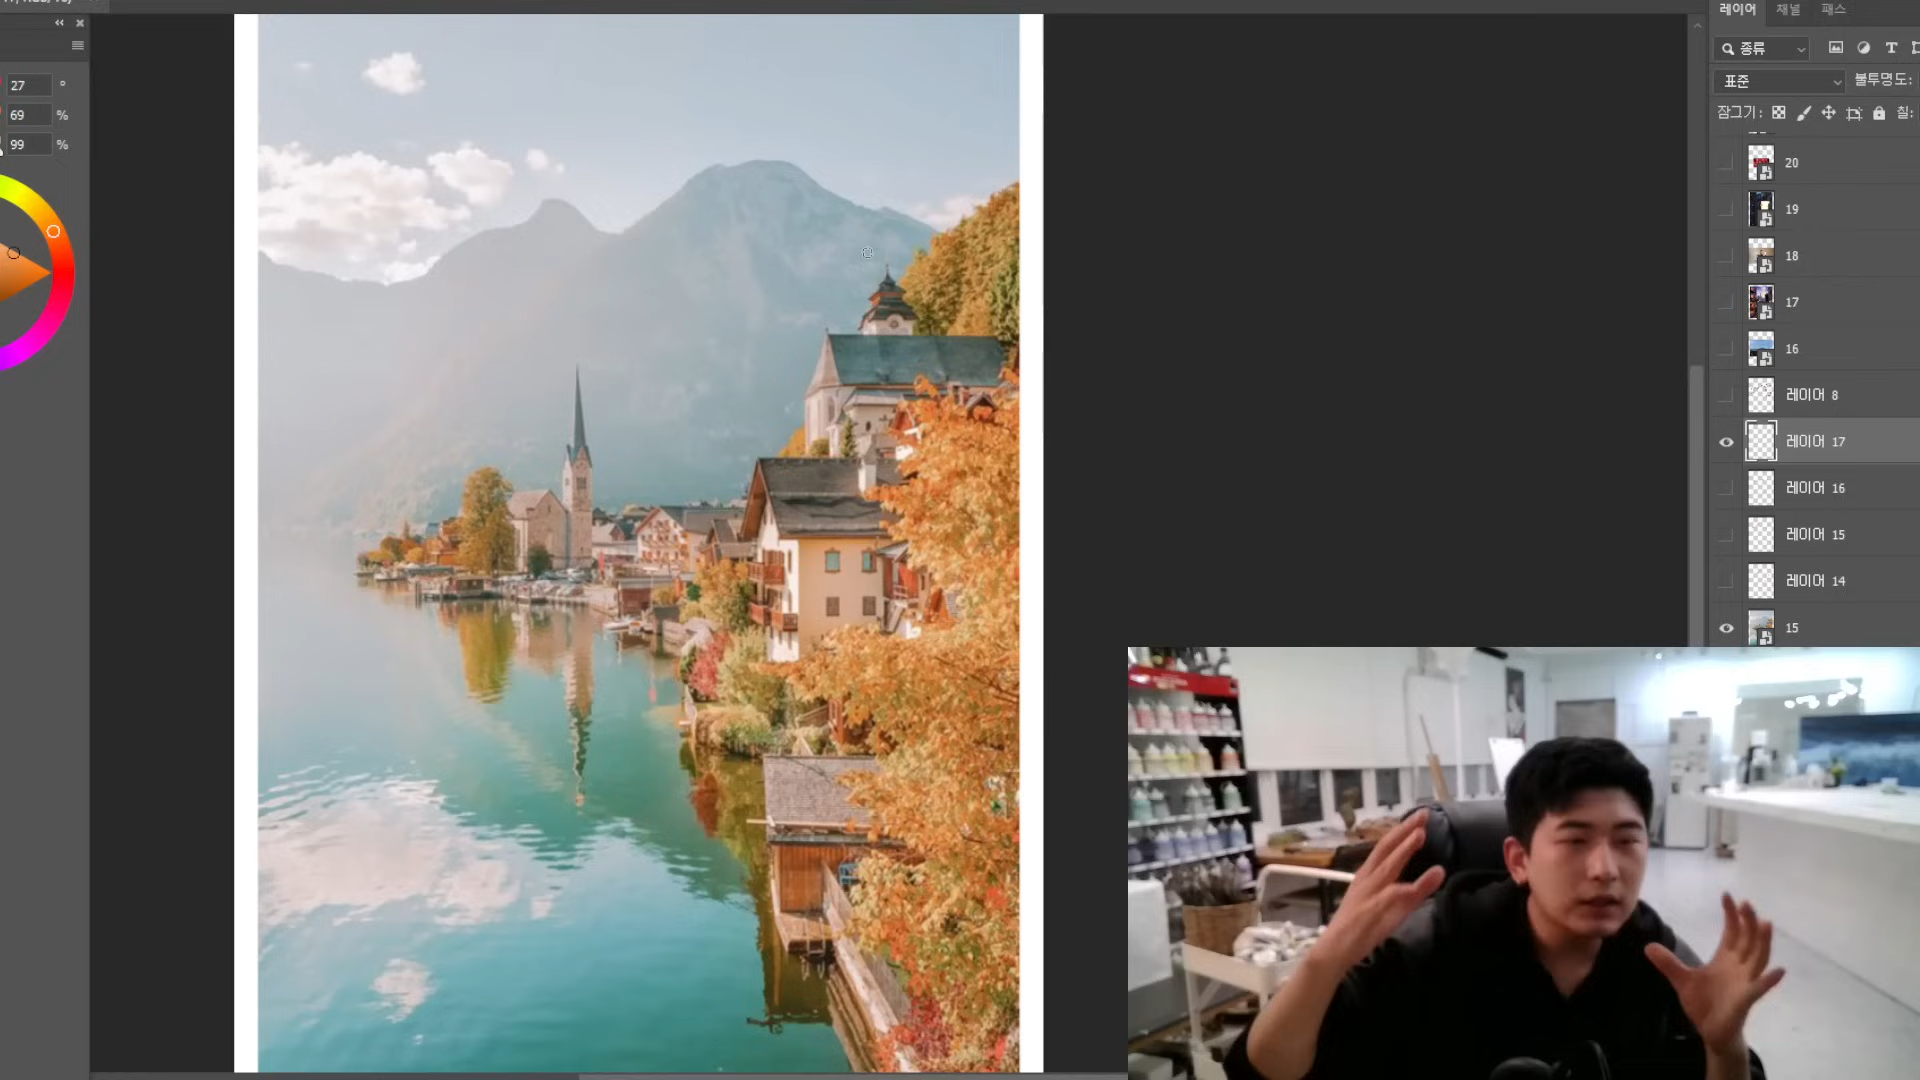 레이어 채널 패스
27 °
종류
T
69 %
표준 불투명도:
99 %
잠그기: 칠:
20
19
18
17
16
레이어 8
레이어 17
레이어 16
레이어 15
레이어 14
15